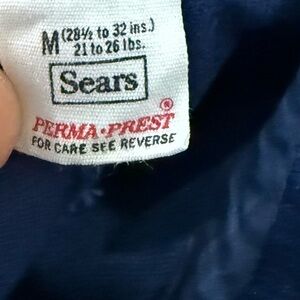 M (28½ to 32 ins.)
21 to 26 lbs.
Sears
PERMA·PREST®
FOR CARE SEE REVERSE